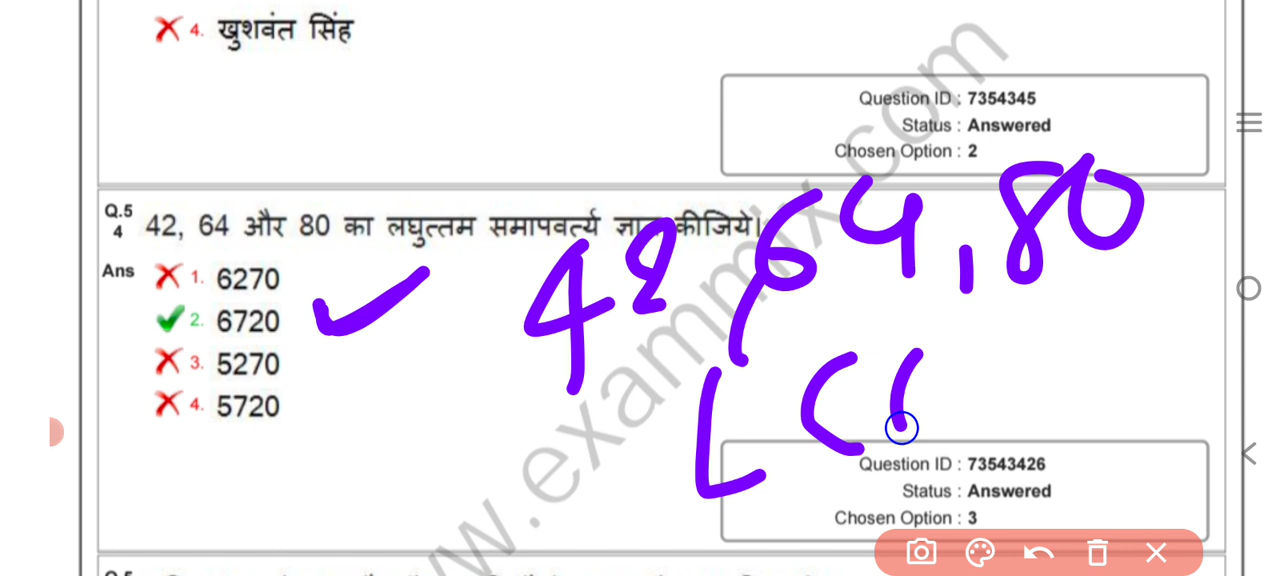 4. खुशवंत सिंह
Question ID : 7354345
Status : Answered
Chosen Option : 2
Q.5
4
42, 64 और 80 का लघुत्तम समापवर्त्य ज्ञात कीजिये।
42, 64, 80
Ans
1. 6270
2. 6720
3. 5270
4. 5720
LC
Question ID : 73543426
Status : Answered
Chosen Option : 3
www.exammix.com